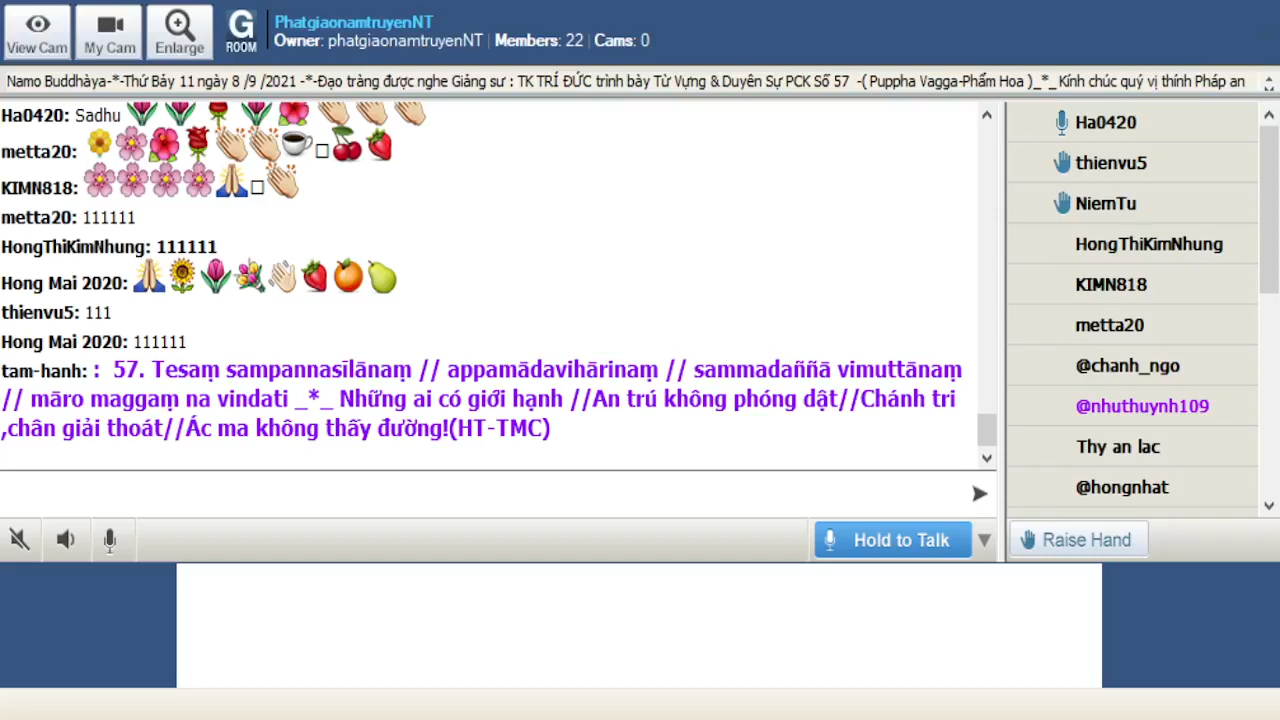 View Cam
My Cam
Enlarge
G
ROOM
PhatgiaonamtruyenNT
Owner: phatgiaonamtruyenNT | Members: 22 | Cams: 0
Namo Buddhàya-*-Thứ Bảy 11 ngày 8 /9 /2021 -*-Đạo tràng được nghe Giảng sư : TK TRÍ ĐỨC trình bày Từ Vựng & Duyên Sự PCK Số 57 -( Puppha Vagga-Phẩm Hoa )_*_Kính chúc quý vị thính Pháp an
Ha0420: Sadhu
metta20:
KIMN818:
metta20: 111111
HongThiKimNhung: 111111
Hong Mai 2020:
thienvu5: 111
Hong Mai 2020: 111111
tam-hanh: : 57. Tesaṃ sampannasīlānaṃ // appamādavihārinaṃ // sammadaññā vimuttānaṃ
// māro maggaṃ na vindati _*_ Những ai có giới hạnh //An trú không phóng dật//Chánh tri
,chân giải thoát//Ác ma không thấy đường!(HT-TMC)
Hold to Talk
Ha0420
thienvu5
NiemTu
HongThiKimNhung
KIMN818
metta20
@chanh_ngo
@nhuthuynh109
Thy an lac
@hongnhat
Raise Hand